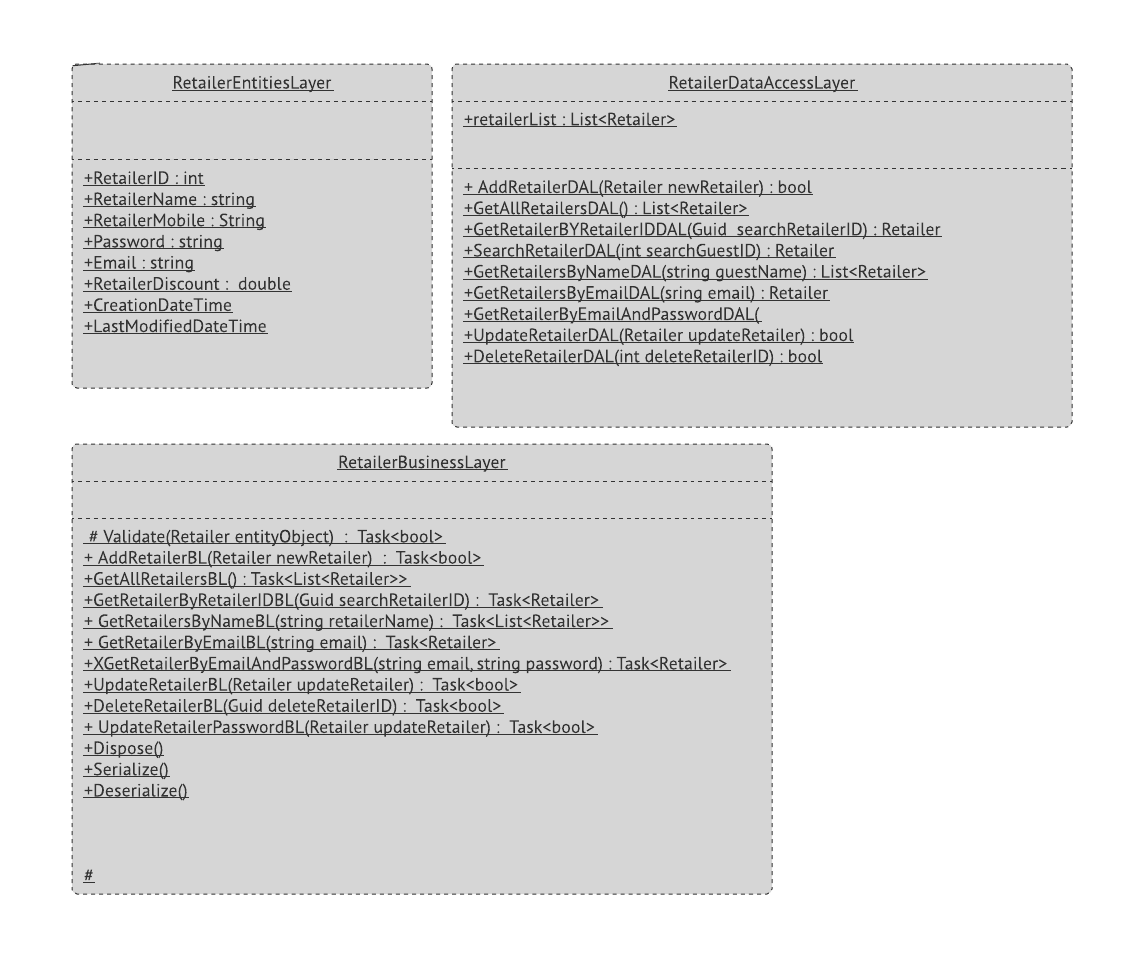 RetailerEntitiesLayer
+RetailerID : int
+RetailerName : string
+RetailerMobile : String
+Password : string
+Email : string
+RetailerDiscount :  double
+CreationDateTime
+LastModifiedDateTime
RetailerDataAccessLayer
+retailerList : List<Retailer>
+ AddRetailerDAL(Retailer newRetailer) : bool
+GetAllRetailersDAL() : List<Retailer>
+GetRetailerBYRetailerIDDAL(Guid  searchRetailerID) : Retailer
+SearchRetailerDAL(int searchGuestID) : Retailer
+GetRetailersByNameDAL(string guestName) : List<Retailer>
+GetRetailersByEmailDAL(sring email) : Retailer
+GetRetailerByEmailAndPasswordDAL(
+UpdateRetailerDAL(Retailer updateRetailer) : bool
+DeleteRetailerDAL(int deleteRetailerID) : bool
RetailerBusinessLayer
# Validate(Retailer entityObject)  :  Task<bool>
+ AddRetailerBL(Retailer newRetailer)  :  Task<bool>
+GetAllRetailersBL() : Task<List<Retailer>>
+GetRetailerByRetailerIDBL(Guid searchRetailerID) :  Task<Retailer>
+ GetRetailersByNameBL(string retailerName) :  Task<List<Retailer>>
+ GetRetailerByEmailBL(string email) :  Task<Retailer>
+XGetRetailerByEmailAndPasswordBL(string email, string password) : Task<Retailer>
+UpdateRetailerBL(Retailer updateRetailer) :  Task<bool>
+DeleteRetailerBL(Guid deleteRetailerID) :  Task<bool>
+ UpdateRetailerPasswordBL(Retailer updateRetailer) :  Task<bool>
+Dispose()
+Serialize()
+Deserialize()
#